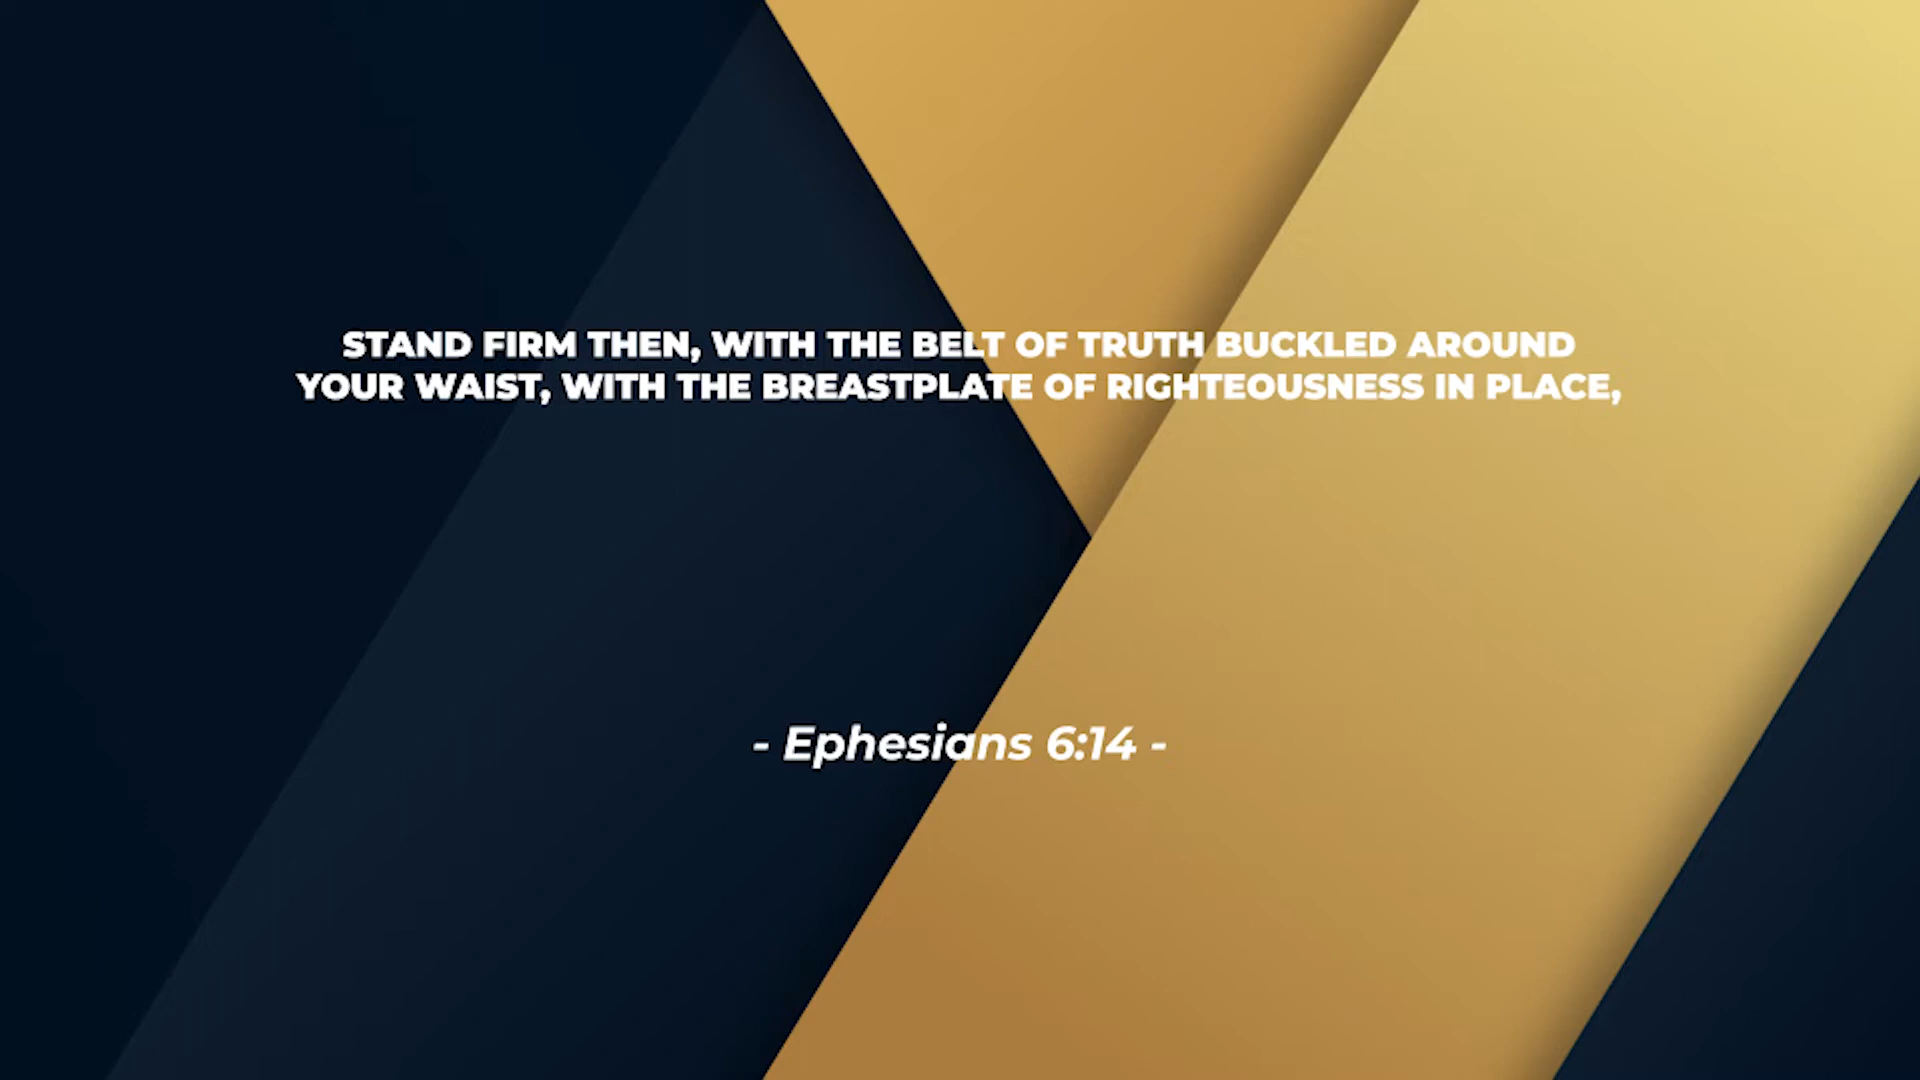 STAND FIRM THEN, WITH THE BELT OF TRUTH BUCKLED AROUND
YOUR WAIST, WITH THE BREASTPLATE OF RIGHTEOUSNESS IN PLACE,
- Ephesians 6:14 -